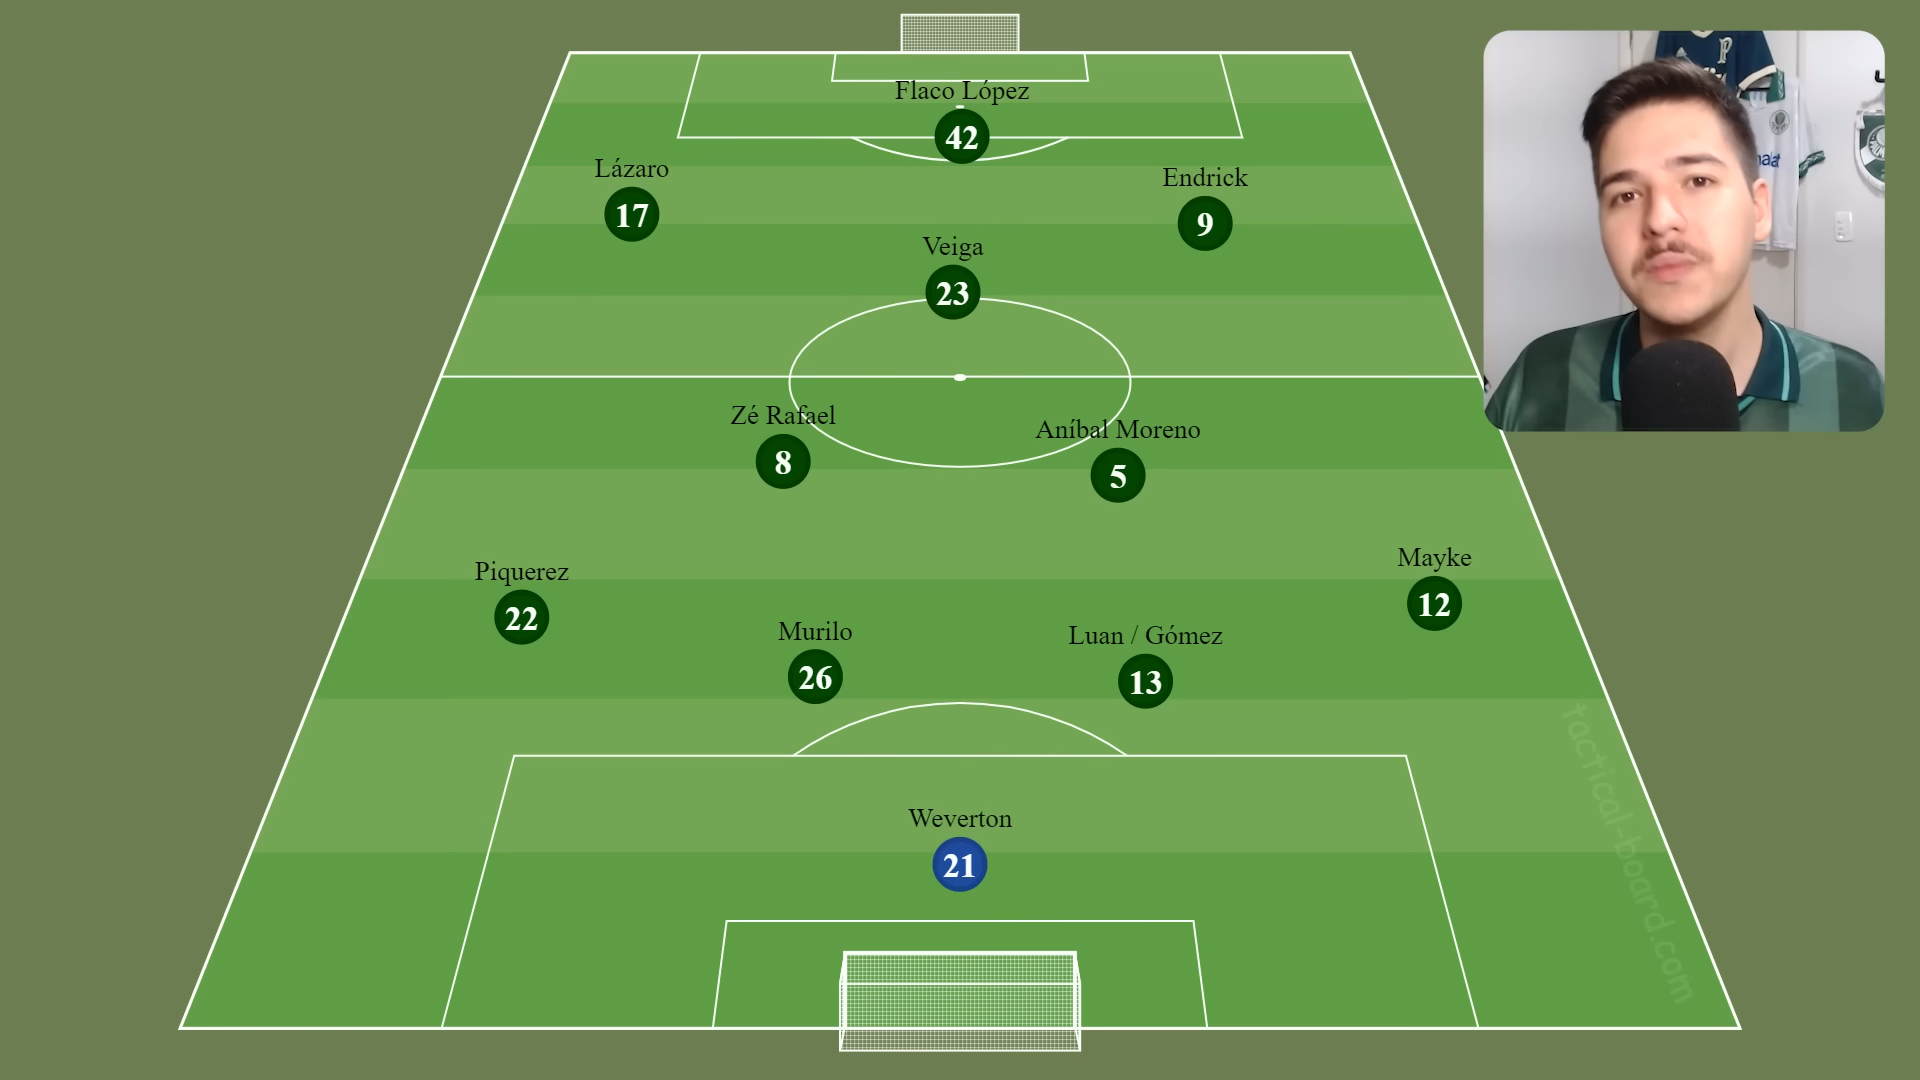 Flaco López
42
Lázaro
17
Endrick
9
Veiga
23
Zé Rafael
8
Aníbal Moreno
5
Piquerez
22
Mayke
12
Murilo
26
Luan / Gómez
13
Weverton
21
tactical-board.com